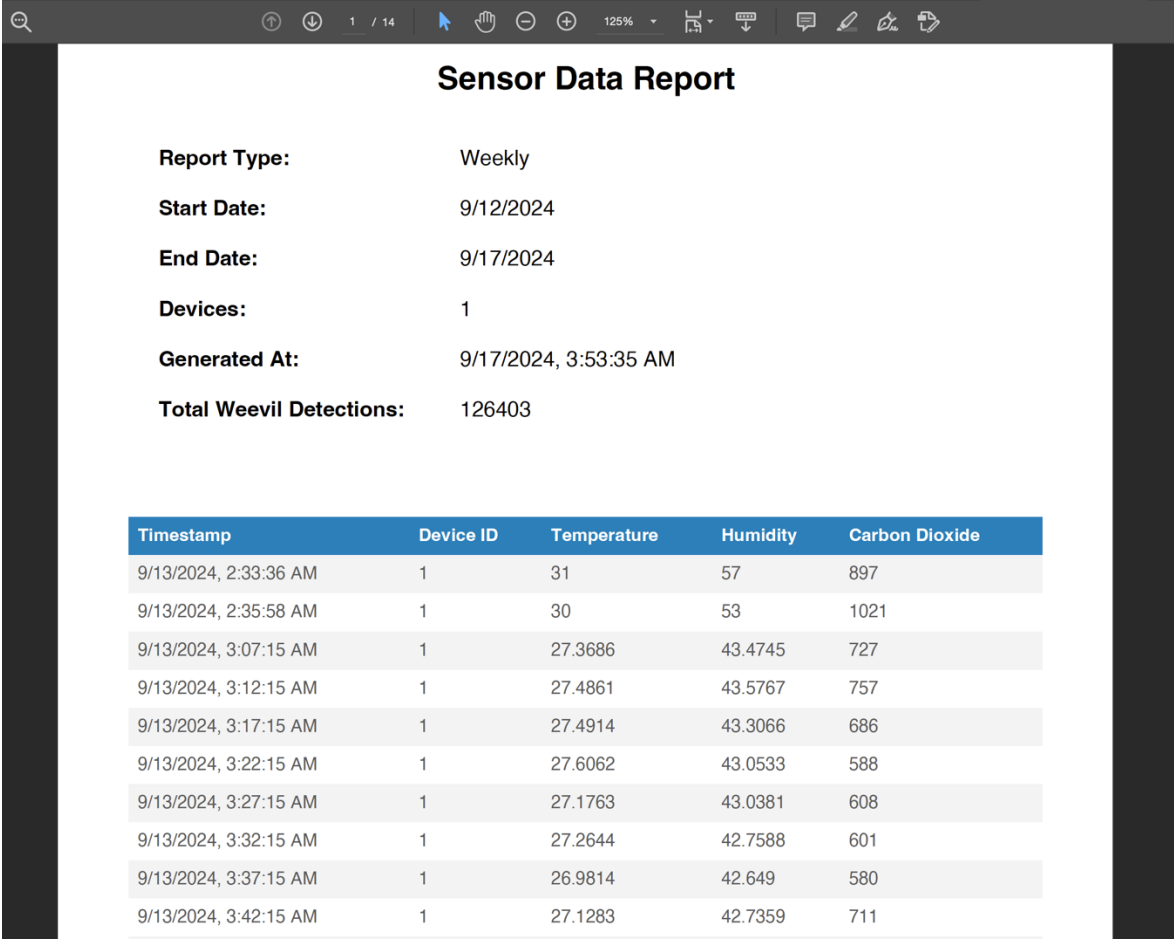 1 / 14 125%
Sensor Data Report
Report Type: Weekly
Start Date: 9/12/2024
End Date: 9/17/2024
Devices: 1
Generated At: 9/17/2024, 3:53:35 AM
Total Weevil Detections: 126403
Timestamp Device ID Temperature Humidity Carbon Dioxide
9/13/2024, 2:33:36 AM 1 31 57 897
9/13/2024, 2:35:58 AM 1 30 53 1021
9/13/2024, 3:07:15 AM 1 27.3686 43.4745 727
9/13/2024, 3:12:15 AM 1 27.4861 43.5767 757
9/13/2024, 3:17:15 AM 1 27.4914 43.3066 686
9/13/2024, 3:22:15 AM 1 27.6062 43.0533 588
9/13/2024, 3:27:15 AM 1 27.1763 43.0381 608
9/13/2024, 3:32:15 AM 1 27.2644 42.7588 601
9/13/2024, 3:37:15 AM 1 26.9814 42.649 580
9/13/2024, 3:42:15 AM 1 27.1283 42.7359 711